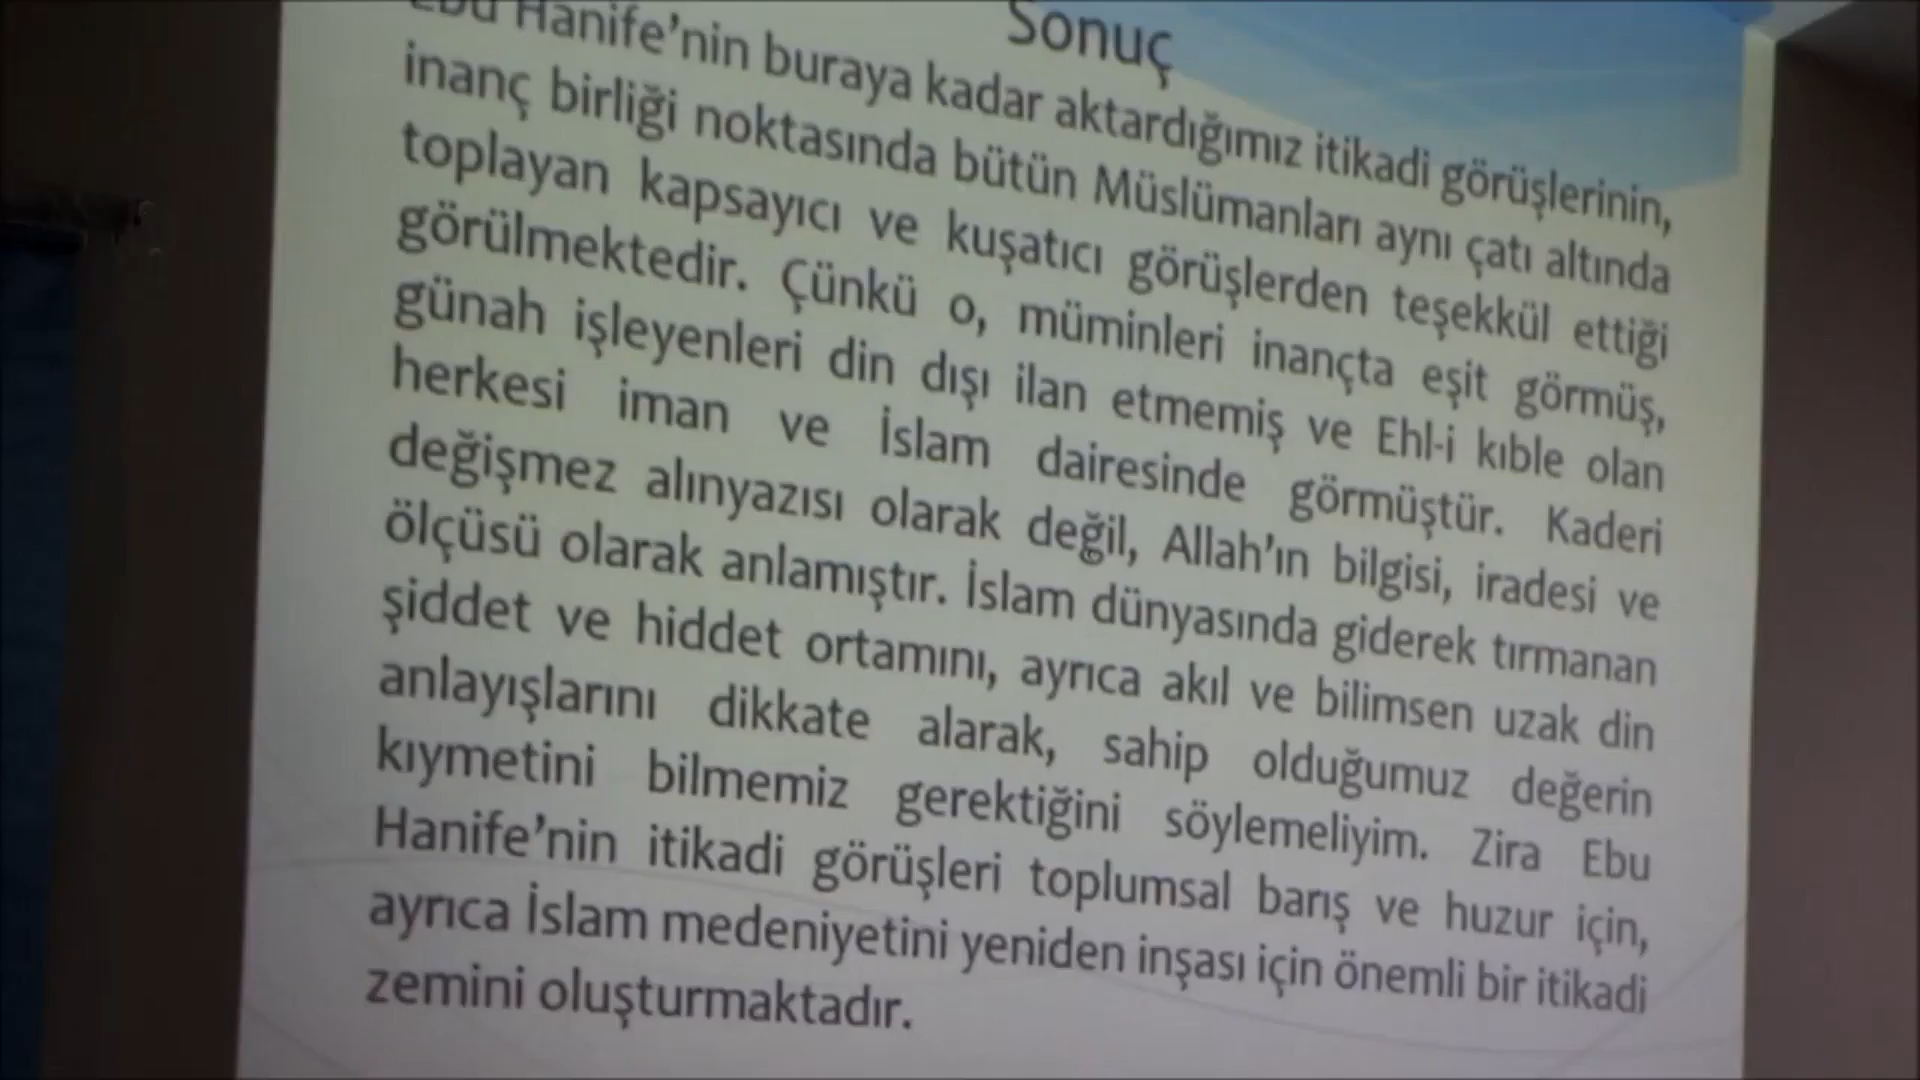 Sonuç
Ebu Hanife’nin buraya kadar aktardığımız itikadi görüşlerinin,
inanç birliği noktasında bütün Müslümanları aynı çatı altında
toplayan kapsayıcı ve kuşatıcı görüşlerden teşekkül ettiği
görülmektedir. Çünkü o, müminleri inançta eşit görmüş,
günah işleyenleri din dışı ilan etmemiş ve Ehl-i kıble olan
herkesi iman ve İslam dairesinde görmüştür. Kaderi
değişmez alınyazısı olarak değil, Allah’ın bilgisi, iradesi ve
ölçüsü olarak anlamıştır. İslam dünyasında giderek tırmanan
şiddet ve hiddet ortamını, ayrıca akıl ve bilimsen uzak din
anlayışlarını dikkate alarak, sahip olduğumuz değerin
kıymetini bilmemiz gerektiğini söylemeliyim. Zira Ebu
Hanife’nin itikadi görüşleri toplumsal barış ve huzur için,
ayrıca İslam medeniyetini yeniden inşası için önemli bir itikadi
zemini oluşturmaktadır.